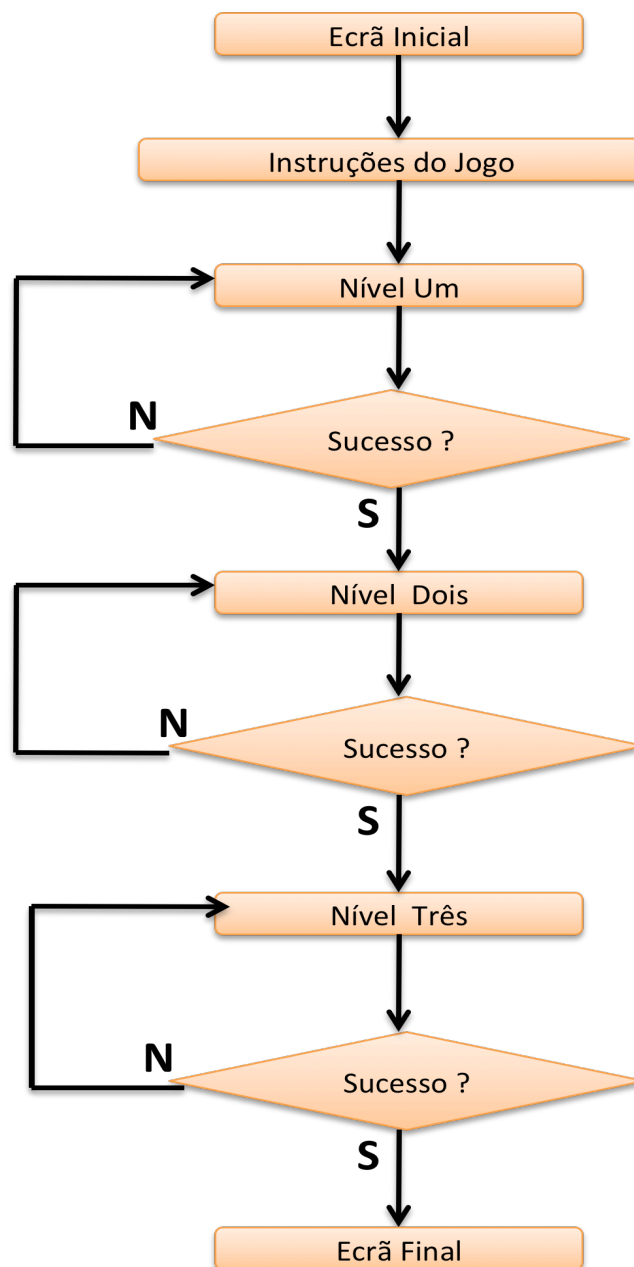 Ecrã Inicial
Instruções do Jogo
Nível Um
N
Sucesso ?
S
Nível Dois
N
Sucesso ?
S
Nível Três
N
Sucesso ?
S
Ecrã Final